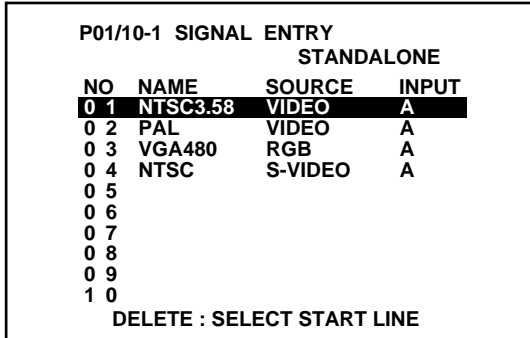 P01/10-1 SIGNAL ENTRY
STANDALONE
NO NAME SOURCE INPUT
0 1 NTSC3.58 VIDEO A
0 2 PAL VIDEO A
0 3 VGA480 RGB A
0 4 NTSC S-VIDEO A
0 5
0 6
0 7
0 8
0 9
1 0
DELETE : SELECT START LINE